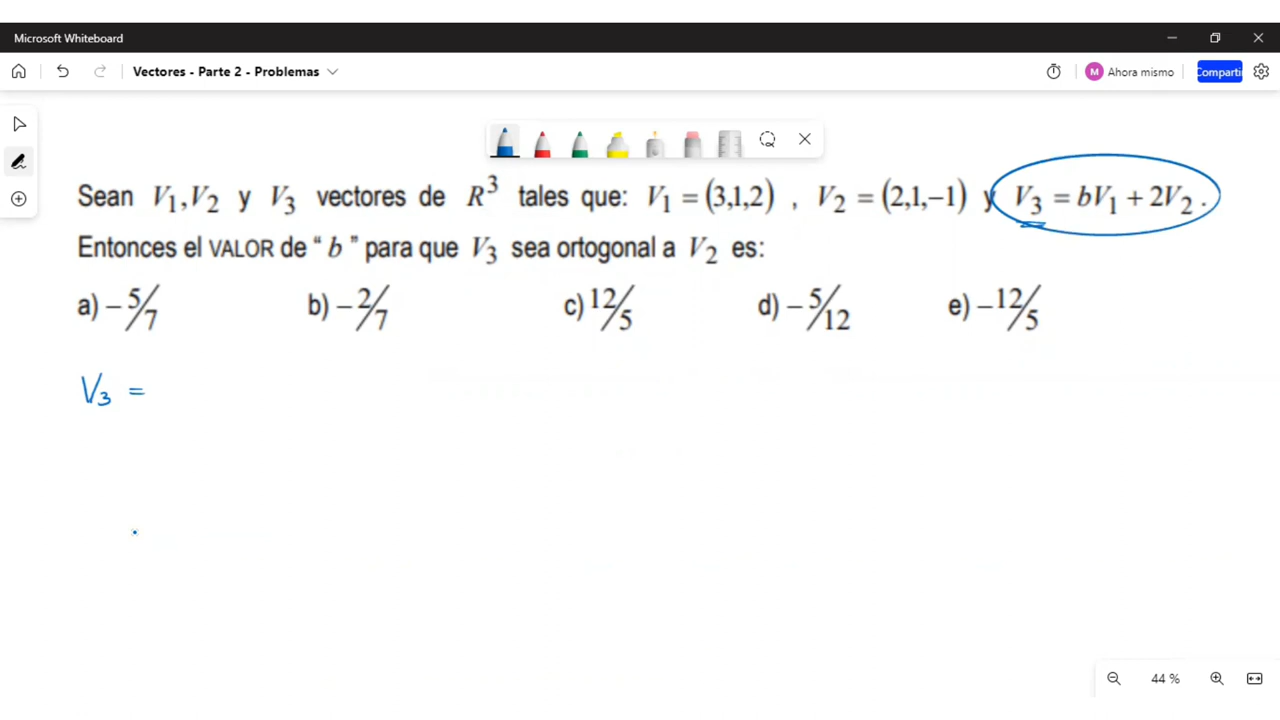 Microsoft Whiteboard
Vectores - Parte 2 - Problemas
M Ahora mismo
Comparti
Sean V₁,V₂ y V₃ vectores de R³ tales que: V₁ = (3,1,2) , V₂ = (2,1,−1) y V₃ = bV₁ + 2V₂ .
Entonces el VALOR de “ b ” para que V₃ sea ortogonal a V₂ es:
a) − 5/7 b) − 2/7 c) 12/5 d) − 5/12 e) −12/5
V₃ =
44 %